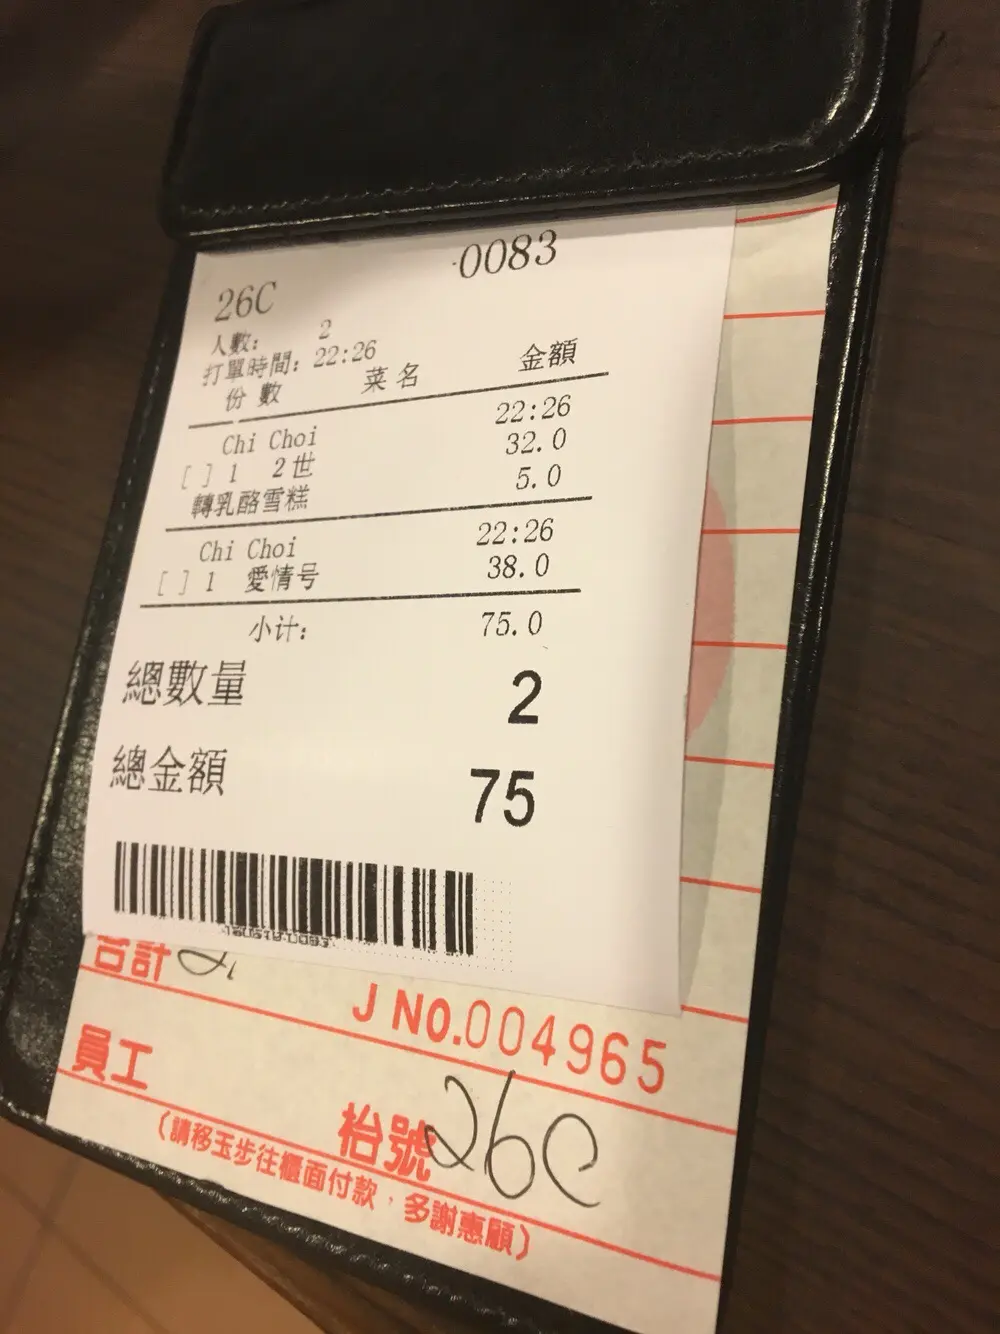 0083
26C
人數: 2
打單時間: 22:26
份數 菜名 金額
22:26
Chi Choi 32.0
[ ] 1 2世 5.0
轉乳酪雪糕
22:26
Chi Choi 38.0
[ ] 1 愛情号
小计: 75.0
總數量 2
總金額 75
合計
J NO.004965
員工
枱號 26C
(請移玉步往櫃面付款，多謝惠顧)